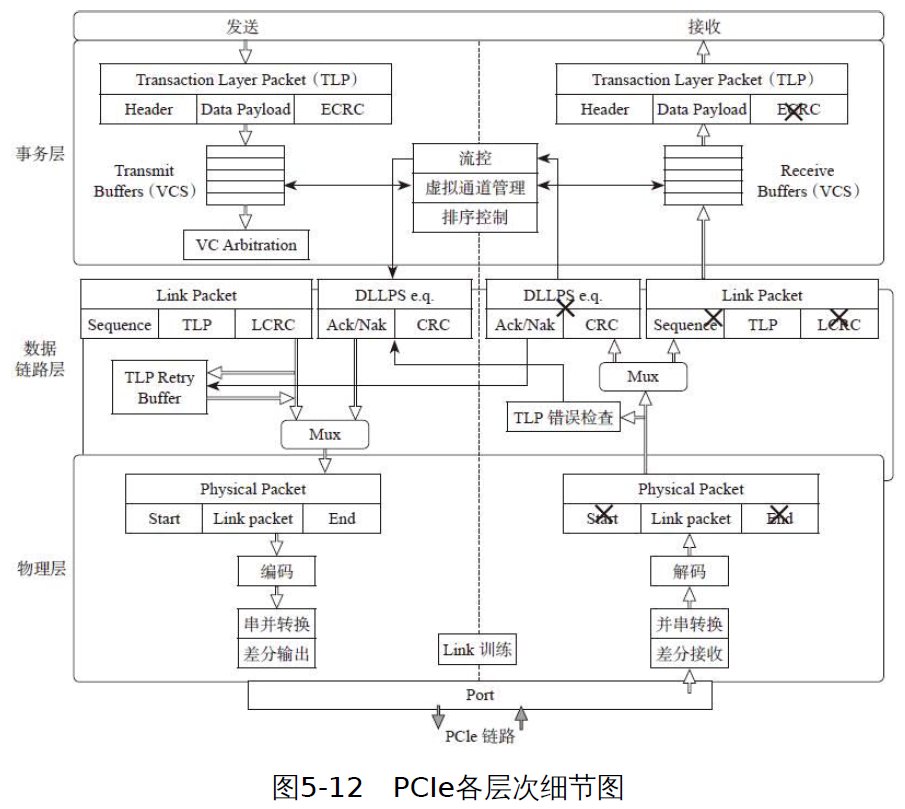 发送
接收
事务层
Transaction Layer Packet（TLP）
Header Data Payload ECRC
Transmit
Buffers（VCS）
VC Arbitration
流控
虚拟通道管理
排序控制
Transaction Layer Packet（TLP）
Header Data Payload ECRC
Receive
Buffers（VCS）
数据
链路层
Link Packet
Sequence TLP LCRC
DLLPS e.q.
Ack/Nak CRC
TLP Retry
Buffer
Mux
DLLPS e.q.
Ack/Nak CRC
Link Packet
Sequence TLP LCRC
Mux
TLP 错误检查
物理层
Physical Packet
Start Link packet End
编码
串并转换
差分输出
Link 训练
Physical Packet
Start Link packet End
解码
并串转换
差分接收
Port
PCle 链路
图5-12 PCIe各层次细节图